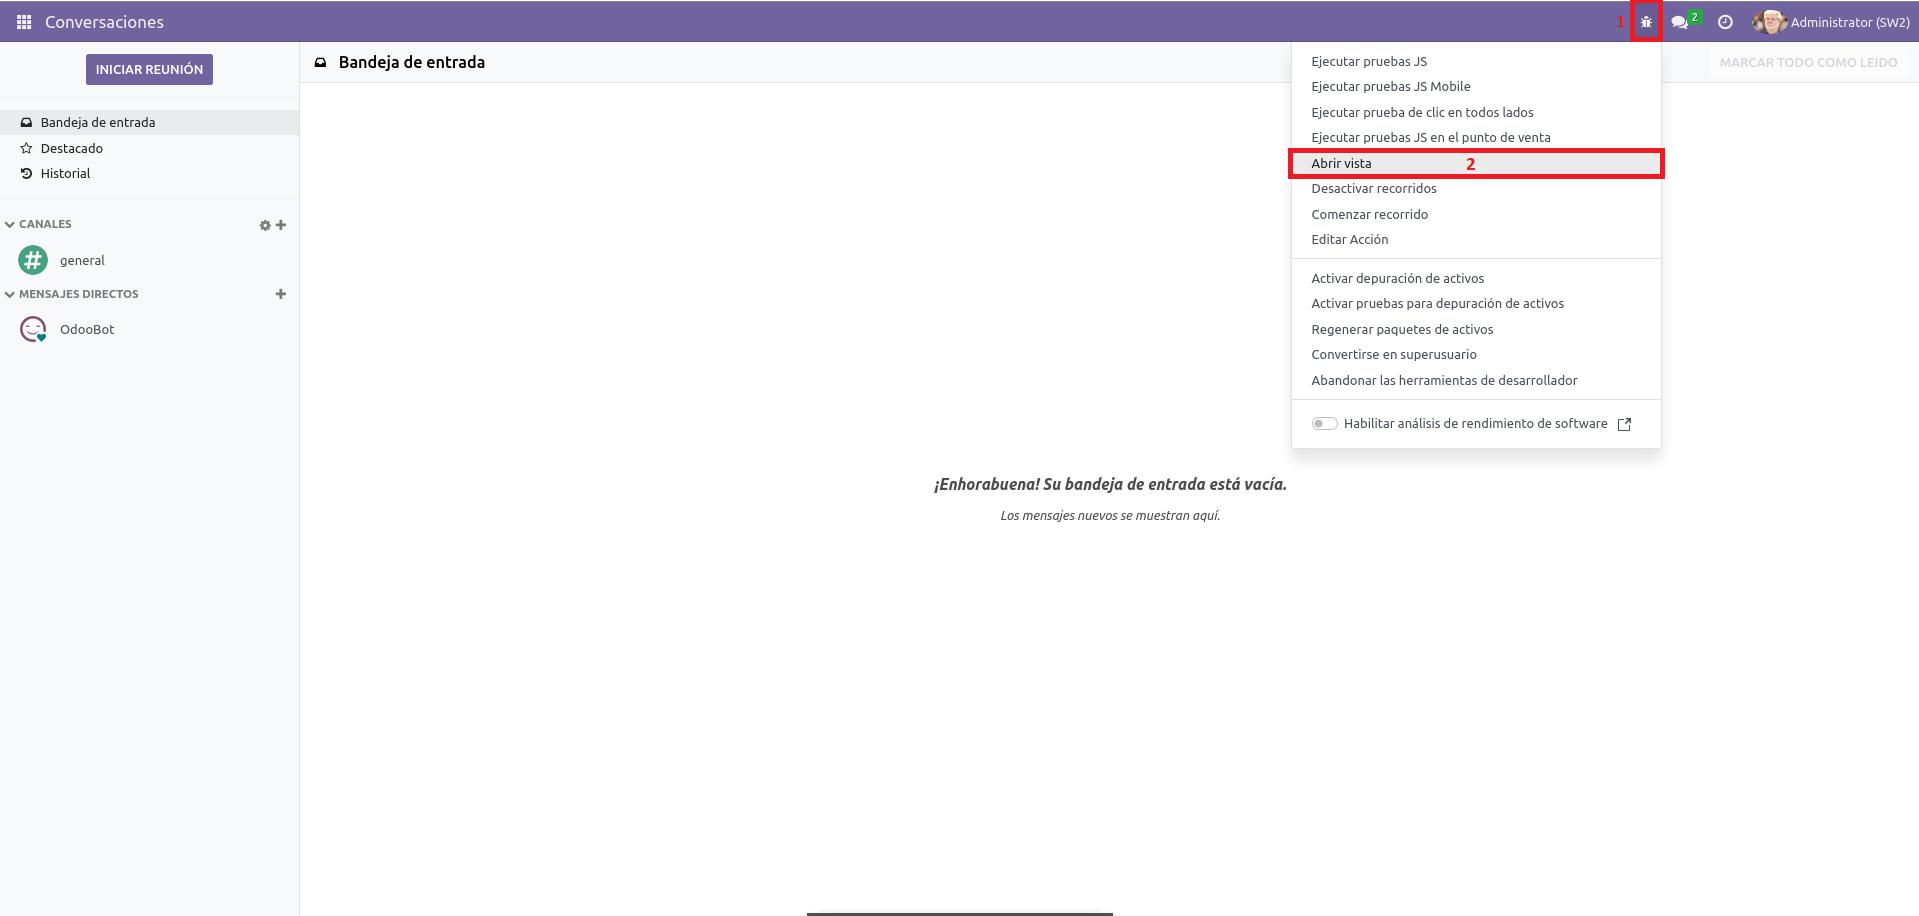 Conversaciones
1
2
Administrator (SW2)
INICIAR REUNIÓN
Bandeja de entrada
Destacado
Historial
CANALES
general
MENSAJES DIRECTOS
OdooBot
Bandeja de entrada
MARCAR TODO COMO LEIDO
Ejecutar pruebas JS
Ejecutar pruebas JS Mobile
Ejecutar prueba de clic en todos lados
Ejecutar pruebas JS en el punto de venta
Abrir vista 2
Desactivar recorridos
Comenzar recorrido
Editar Acción
Activar depuración de activos
Activar pruebas para depuración de activos
Regenerar paquetes de activos
Convertirse en superusuario
Abandonar las herramientas de desarrollador
Habilitar análisis de rendimiento de software
¡Enhorabuena! Su bandeja de entrada está vacía.
Los mensajes nuevos se muestran aquí.